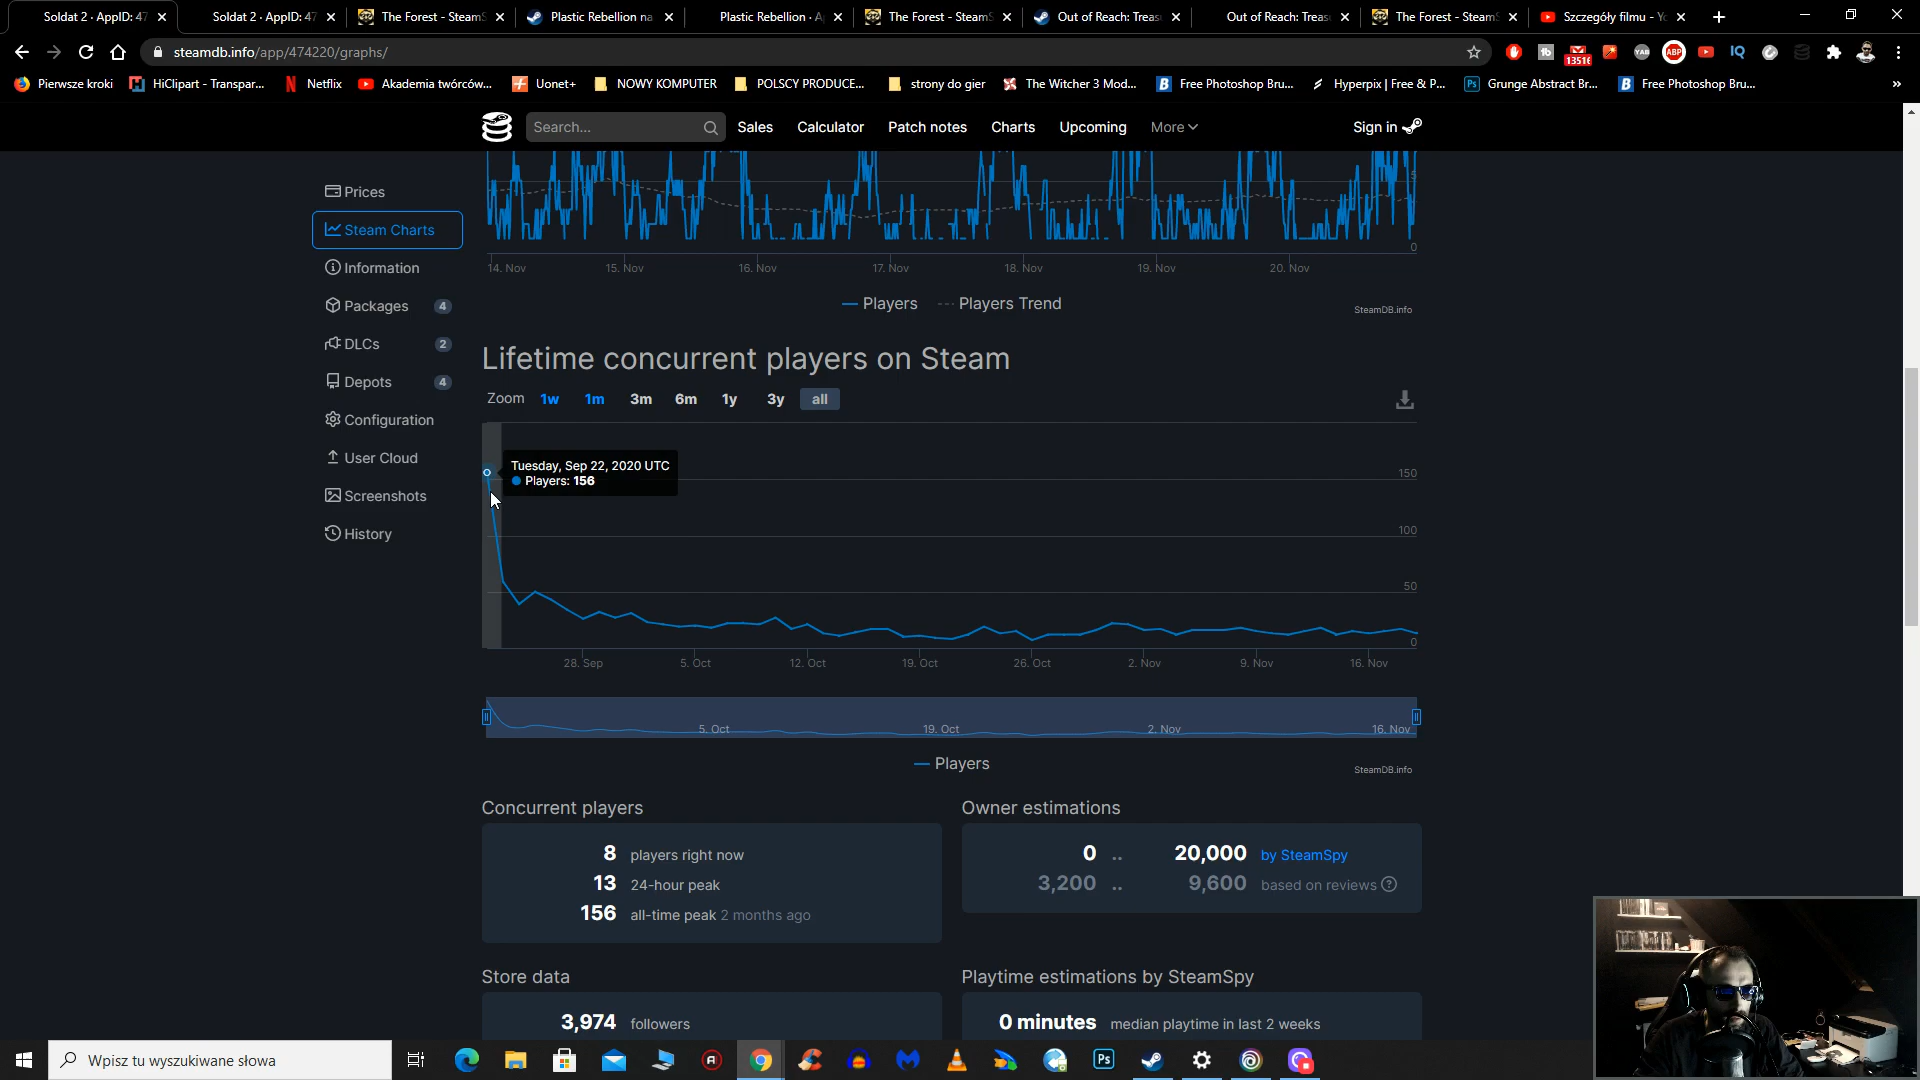 Soldat 2 · AppID: 47
Soldat 2 · AppID: 47
The Forest - SteamS
Plastic Rebellion na
Plastic Rebellion · A
The Forest - SteamS
Out of Reach: Treas
Out of Reach: Treas
The Forest - SteamS
Szczegóły filmu - Yo
steamdb.info/app/474220/graphs/
13516
ABP
IQ
Pierwsze kroki
HiClipart - Transpar...
Netflix
Akademia twórców...
Uonet+
NOWY KOMPUTER
POLSCY PRODUCE...
strony do gier
The Witcher 3 Mod...
Free Photoshop Bru...
Hyperpix | Free & P...
Grunge Abstract Br...
Free Photoshop Bru...
Search...
Sales
Calculator
Patch notes
Charts
Upcoming
More
Sign in
Prices
Steam Charts
Information
Packages 4
DLCs 2
Depots 4
Configuration
User Cloud
Screenshots
History
5
0
14. Nov 15. Nov 16. Nov 17. Nov 18. Nov 19. Nov 20. Nov
Players Players Trend
SteamDB.info
Lifetime concurrent players on Steam
Zoom 1w 1m 3m 6m 1y 3y all
Tuesday, Sep 22, 2020 UTC
Players: 156
150
100
50
0
28. Sep 5. Oct 12. Oct 19. Oct 26. Oct 2. Nov 9. Nov 16. Nov
5. Oct 19. Oct 2. Nov 16. Nov
Players
SteamDB.info
Concurrent players
8 players right now
13 24-hour peak
156 all-time peak 2 months ago
Owner estimations
0 .. 20,000 by SteamSpy
3,200 .. 9,600 based on reviews
Store data
3,974 followers
Playtime estimations by SteamSpy
0 minutes median playtime in last 2 weeks
Wpisz tu wyszukiwane słowa
Ps